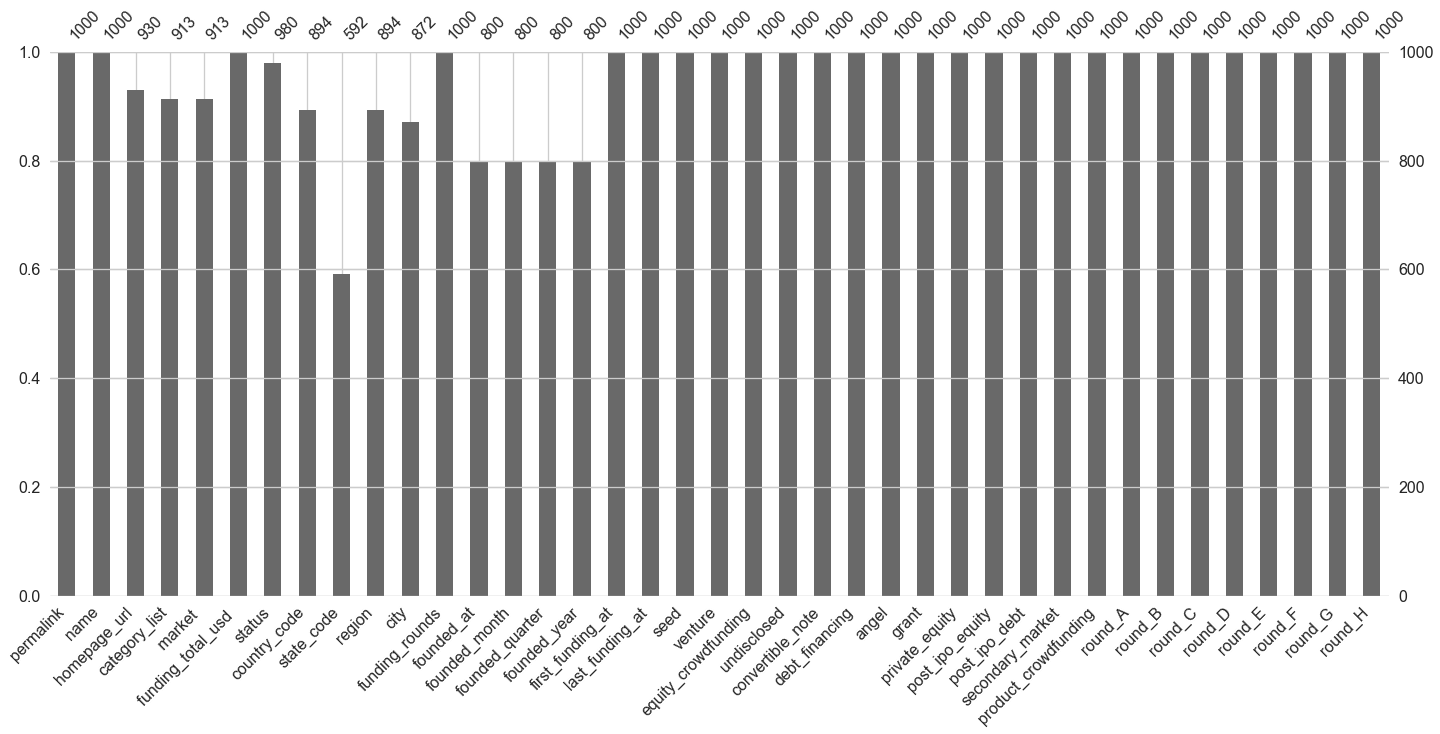 1000 1000 930 913 913 1000 980 894 592 894 872 1000 800 800 800 800 1000 1000 1000 1000 1000 1000 1000 1000 1000 1000 1000 1000 1000 1000 1000 1000 1000 1000 1000 1000 1000 1000 1000
1.0 1000
0.8 800
0.6 600
0.4 400
0.2 200
0.0 0
permalink
name
homepage_url
category_list
market
funding_total_usd
status
country_code
state_code
region
city
funding_rounds
founded_at
founded_month
founded_quarter
founded_year
first_funding_at
last_funding_at
seed
venture
equity_crowdfunding
undisclosed
convertible_note
debt_financing
angel
grant
private_equity
post_ipo_equity
post_ipo_debt
secondary_market
product_crowdfunding
round_A
round_B
round_C
round_D
round_E
round_F
round_G
round_H